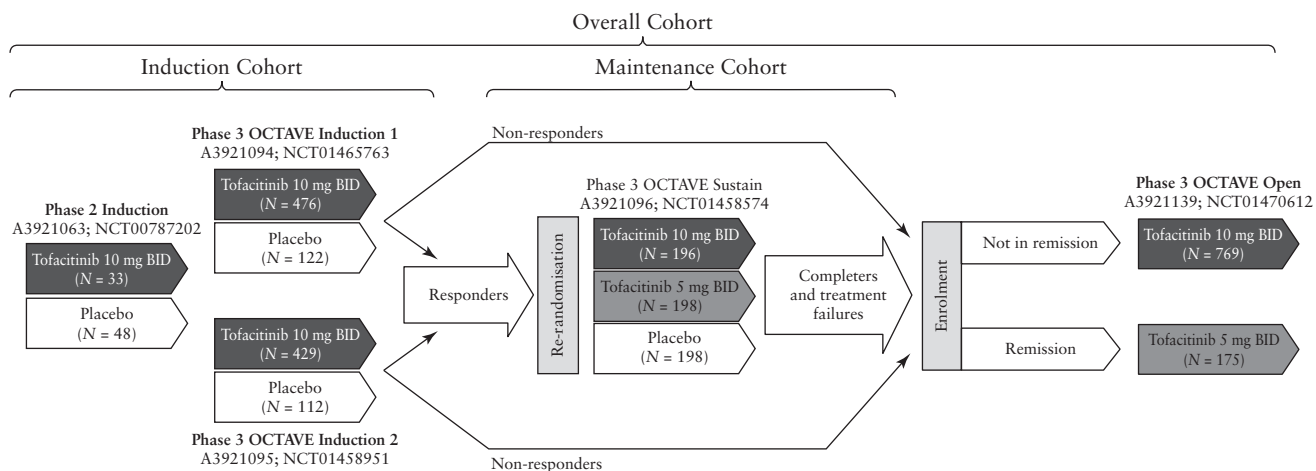 Overall Cohort
Induction Cohort
Maintenance Cohort
Phase 2 Induction
A3921063; NCT00787202
Tofacitinib 10 mg BID
(N = 33)
Placebo
(N = 48)
Phase 3 OCTAVE Induction 1
A3921094; NCT01465763
Tofacitinib 10 mg BID
(N = 476)
Placebo
(N = 122)
Tofacitinib 10 mg BID
(N = 429)
Placebo
(N = 112)
Phase 3 OCTAVE Induction 2
A3921095; NCT01458951
Non-responders
Responders
Non-responders
Re-randomisation
Phase 3 OCTAVE Sustain
A3921096; NCT01458574
Tofacitinib 10 mg BID
(N = 196)
Tofacitinib 5 mg BID
(N = 198)
Placebo
(N = 198)
Completers
and treatment
failures
Enrolment
Not in remission
Remission
Phase 3 OCTAVE Open
A3921139; NCT01470612
Tofacitinib 10 mg BID
(N = 769)
Tofacitinib 5 mg BID
(N = 175)